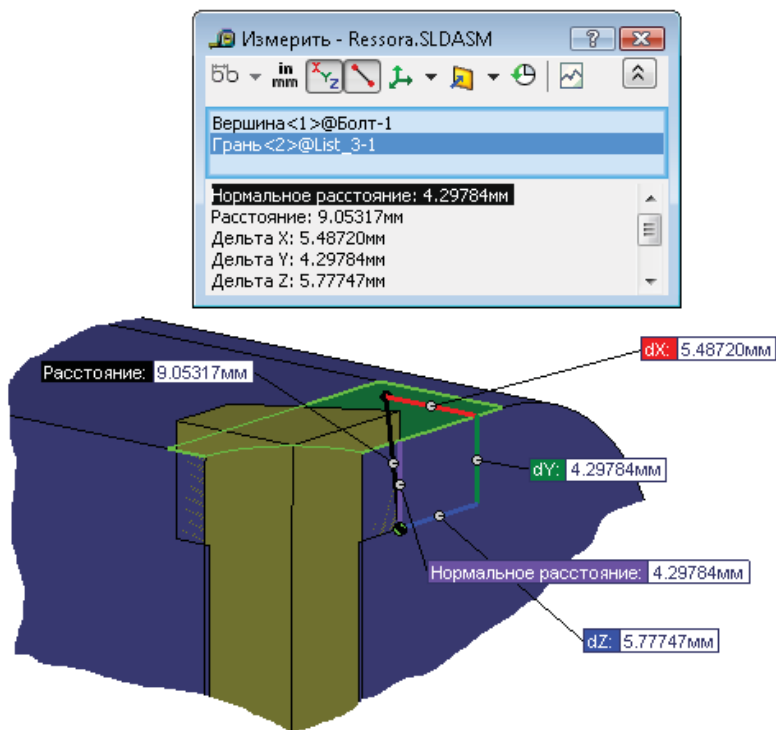 Измерить - Ressora.SLDASM
in
mm
XYZ
Вершина<1>@Болт-1
Грань<2>@List_3-1
Нормальное расстояние: 4.29784мм
Расстояние: 9.05317мм
Дельта X: 5.48720мм
Дельта Y: 4.29784мм
Дельта Z: 5.77747мм
dX: 5.48720мм
Расстояние: 9.05317мм
dY: 4.29784мм
Нормальное расстояние: 4.29784мм
dZ: 5.77747мм